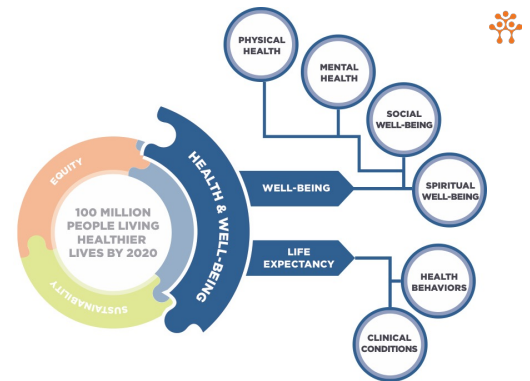 PHYSICAL
HEALTH
MENTAL
HEALTH
SOCIAL
WELL-BEING
SPIRITUAL
WELL-BEING
EQUITY
100 MILLION
PEOPLE LIVING
HEALTHIER
LIVES BY 2020
SUSTAINABILITY
HEALTH & WELL-BEING
WELL-BEING
LIFE
EXPECTANCY
HEALTH
BEHAVIORS
CLINICAL
CONDITIONS